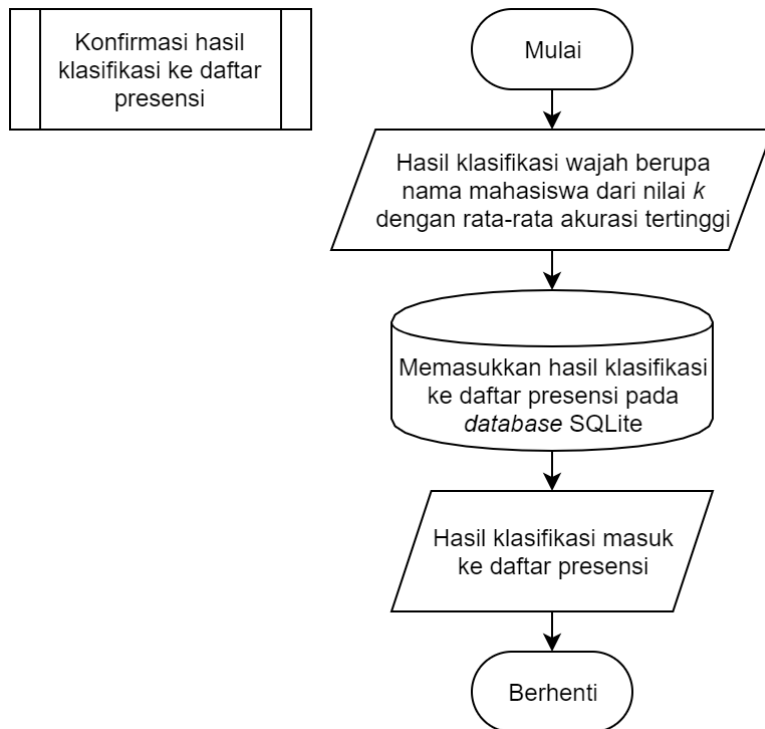 Konfirmasi hasil
klasifikasi ke daftar
presensi
Mulai
Hasil klasifikasi wajah berupa
nama mahasiswa dari nilai k
dengan rata-rata akurasi tertinggi
Memasukkan hasil klasifikasi
ke daftar presensi pada
database SQLite
Hasil klasifikasi masuk
ke daftar presensi
Berhenti